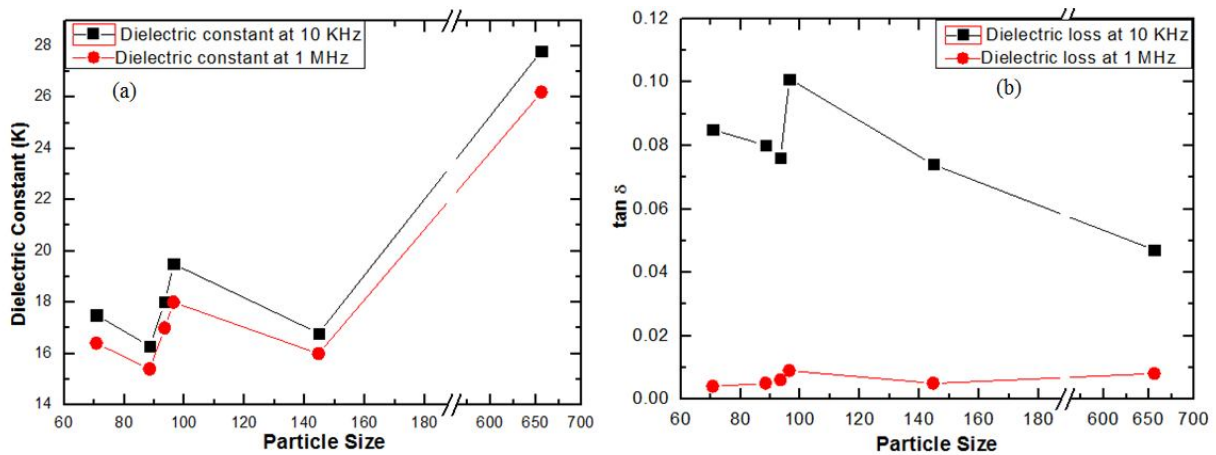 Dielectric constant at 10 KHz
Dielectric constant at 1 MHz
(a)
Dielectric Constant (K)
28
26
24
22
20
18
16
14
60 80 100 120 140 160 180 600 650 700
Particle Size
Dielectric loss at 10 KHz
Dielectric loss at 1 MHz
(b)
tan δ
0.12
0.10
0.08
0.06
0.04
0.02
0.00
60 80 100 120 140 160 180 600 650 700
Particle Size